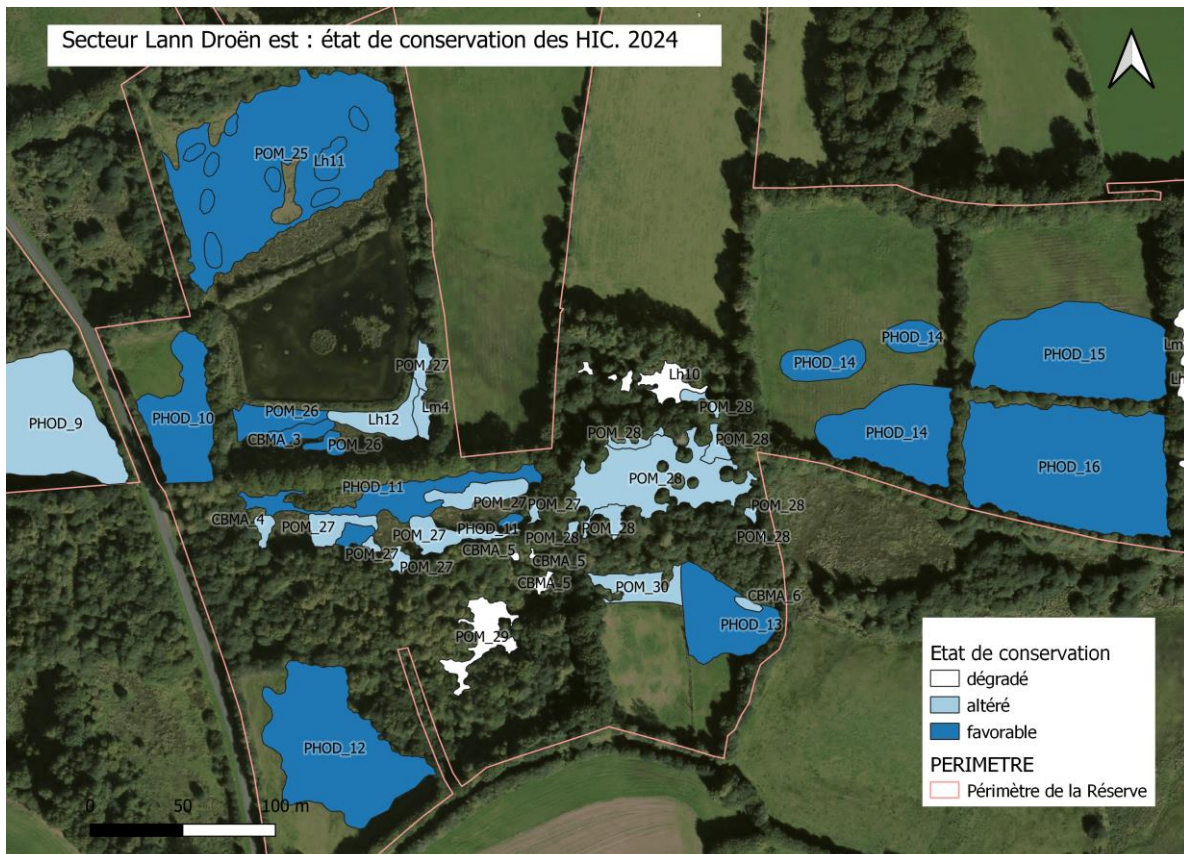 Secteur Lann Droën est : état de conservation des HIC. 2024
POM_25
Lh11
PHOD_14
PHOD_14
PHOD_15
Lm
Lh
POM_27
Lh10
PHOD_9
PHOD_10
POM_26
Lh12
Lm4
POM_28
PHOD_14
CBMA_3
POM_26
POM_28
POM_28
PHOD_16
PHOD_11
POM_27
POM_27
POM_28
POM_28
CBMA_4
POM_27
POM_27
PHOD_11
POM_28
POM_28
POM_28
POM_27
POM_27
CBMA_5
CBMA_5
CBMA_5
POM_30
CBMA_6
PHOD_13
POM_29
PHOD_12
Etat de conservation
dégradé
altéré
favorable
PERIMETRE
Périmètre de la Réserve
0 50 100 m